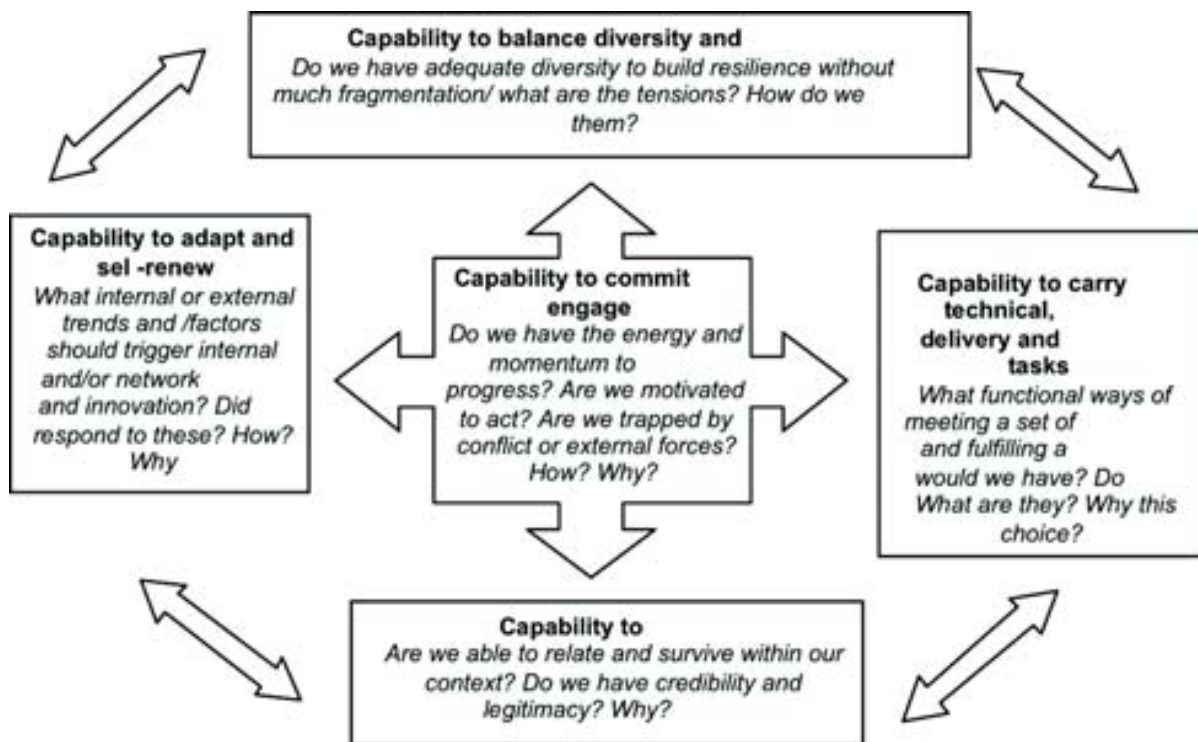 Capability to balance diversity and
Do we have adequate diversity to build resilience without
much fragmentation/ what are the tensions? How do we
them?
Capability to adapt and
sel -renew
What internal or external
trends and /factors
should trigger internal
and/or network
and innovation? Did
respond to these? How?
Why
Capability to commit
engage
Do we have the energy and
momentum to
progress? Are we motivated
to act? Are we trapped by
conflict or external forces?
How? Why?
Capability to carry
technical,
delivery and
tasks
What functional ways of
meeting a set of
and fulfilling a
would we have? Do
What are they? Why this
choice?
Capability to
Are we able to relate and survive within our
context? Do we have credibility and
legitimacy? Why?